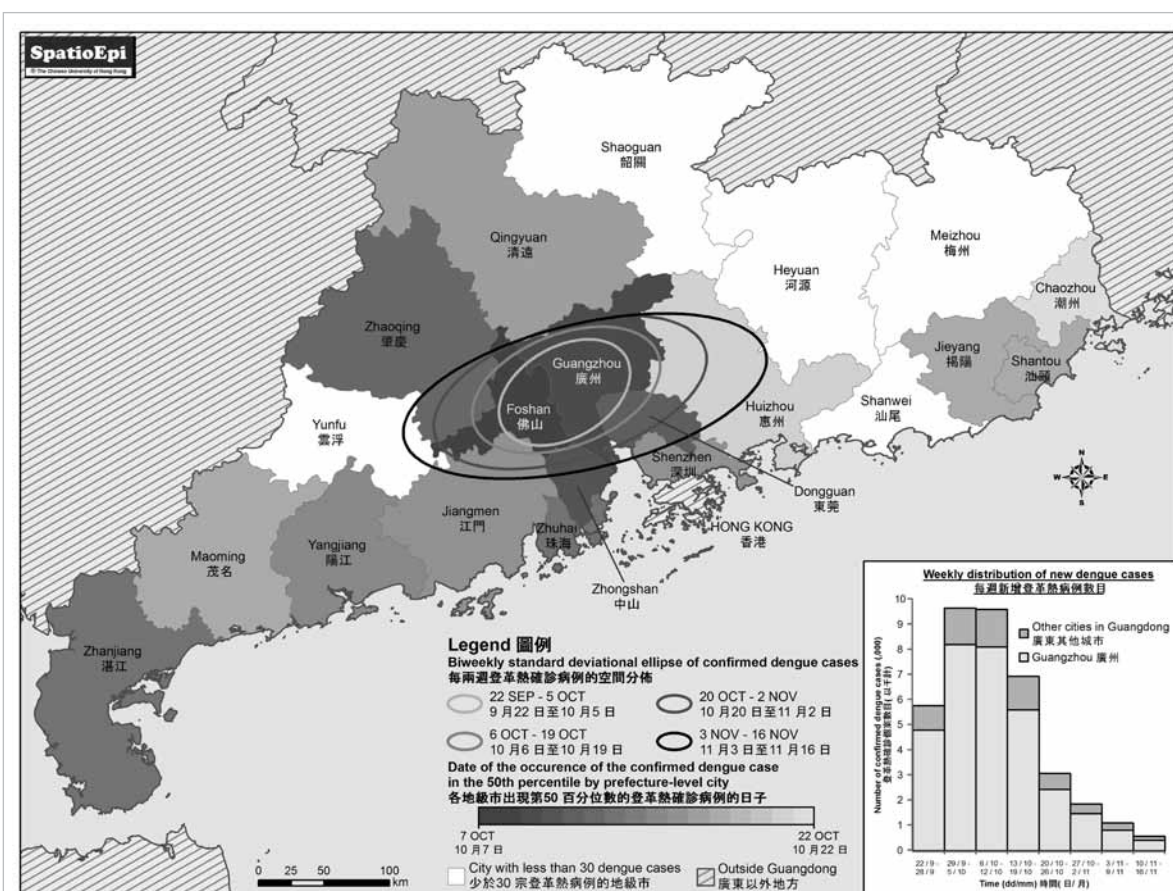 SpatioEpi
© The Chinese University of Hong Kong
Shaoguan
韶關
Qingyuan
清遠
Meizhou
梅州
Heyuan
河源
Chaozhou
潮州
Zhaoqing
肇慶
Jieyang
揭陽
Shantou
汕頭
Guangzhou
廣州
Foshan
佛山
Huizhou
惠州
Shanwei
汕尾
Yunfu
雲浮
Shenzhen
深圳
Dongguan
東莞
Jiangmen
江門
Zhuhai
珠海
HONG KONG
香港
Maoming
茂名
Yangjiang
陽江
Zhongshan
中山
Zhanjiang
湛江
N
W E
S
Legend 圖例
Biweekly standard deviational ellipse of confirmed dengue cases
每兩週登革熱確診病例的空間分佈
22 SEP - 5 OCT
9 月22 日至10 月5 日
20 OCT - 2 NOV
10 月20 日至11 月2 日
6 OCT - 19 OCT
10 月6 日至10 月19 日
3 NOV - 16 NOV
11 月3 日至11 月16 日
Date of the occurence of the confirmed dengue case
in the 50th percentile by prefecture-level city
各地級市出現第50 百分位數的登革熱確診病例的日子
7 OCT
10 月7 日
22 OCT
10 月22 日
City with less than 30 dengue cases
少於30 宗登革熱病例的地級市
Outside Guangdong
廣東以外地方
0 25 50 100
km
Weekly distribution of new dengue cases
每週新增登革熱病例數目
Other cities in Guangdong
廣東其他城市
Guangzhou 廣州
Number of confirmed dengue cases (,000)
登革熱確診個案數目( 以千計)
10
9
8
7
6
5
4
3
2
1
0
22 / 9 - 29 / 9 - 6 / 10 - 13 / 10 - 20 / 10 - 27 / 10 - 3 / 11 - 10 / 11 -
28 / 9 5 / 10 12 / 10 19 / 10 26 / 10 2 / 11 9 / 11 16 / 11
Time (dd/mm) 時間( 日/ 月)